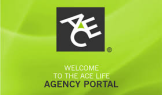 ACE
©
WELCOME
TO THE ACE LIFE
AGENCY PORTAL